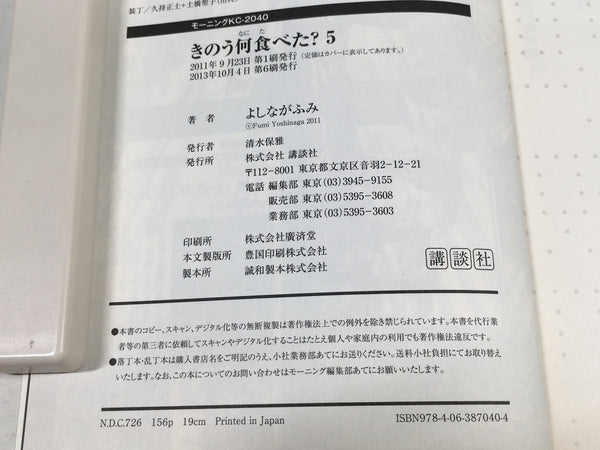 装丁／久持正士＋土橋聖子
モーニングKC-2040
なに た
きのう何食べた? 5
2011年9月23日 第1刷発行 (定価はカバーに表示してあります。)
2013年10月4日 第6刷発行
著者 よしながふみ
©Fumi Yoshinaga 2011
発行者 清水保雅
発行所 株式会社 講談社
〒112-8001 東京都文京区音羽2-12-21
電話 編集部 東京(03)3945-9155
販売部 東京(03)5395-3608
業務部 東京(03)5395-3603
印刷所 株式会社廣済堂
本文製版所 豊国印刷株式会社
製本所 誠和製本株式会社
講談社
●本書のコピー、スキャン、デジタル化等の無断複製は著作権法上での例外を除き禁じられています。本書を代行業
者等の第三者に依頼してスキャンやデジタル化することはたとえ個人や家庭内の利用でも著作権法違反です。
●落丁本・乱丁本は購入書店名をご明記のうえ、小社業務部あてにお送りください。送料小社負担にてお取り替え
いたします。なお、この本についてのお問い合わせはモーニング編集部あてにお願いいたします。
N.D.C.726 156p 19cm Printed in Japan
ISBN978-4-06-387040-4